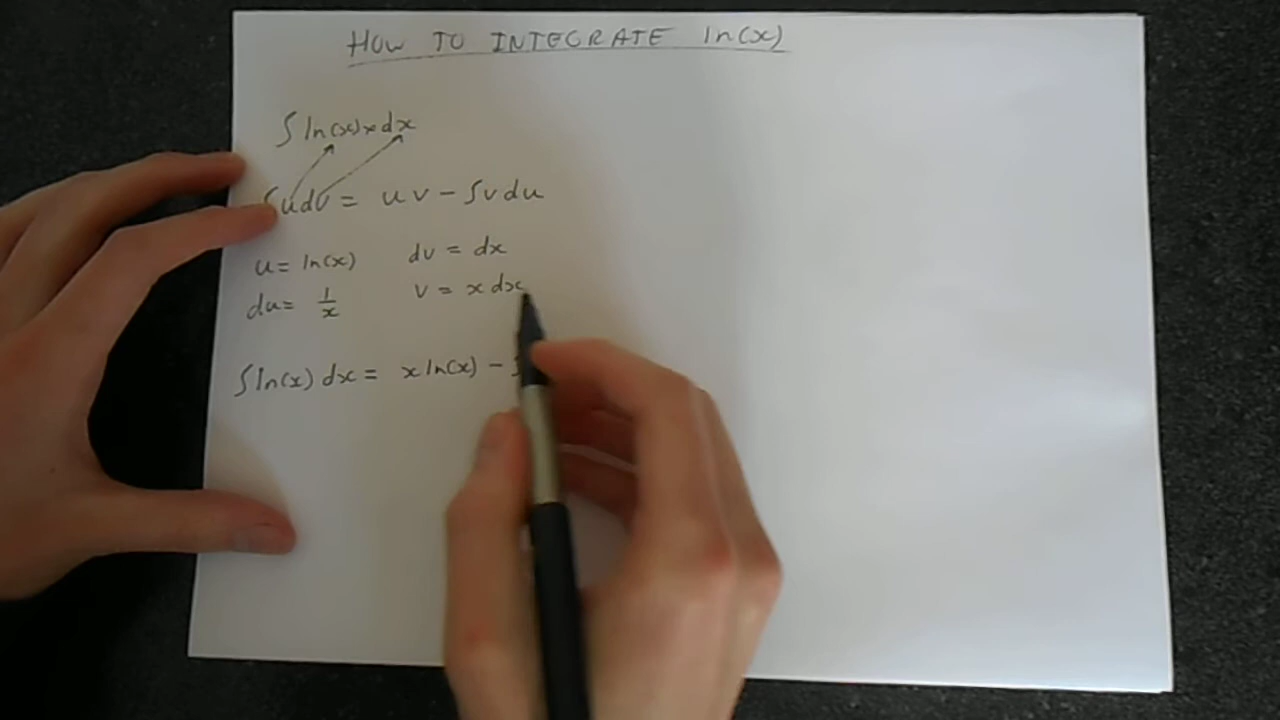 HOW TO INTEGRATE ln(x)
∫ ln(x) × dx
∫udv = uv - ∫vdu
u = ln(x) dv = dx
du = 1/x v = x dx
∫ln(x) dx = x ln(x) - ∫